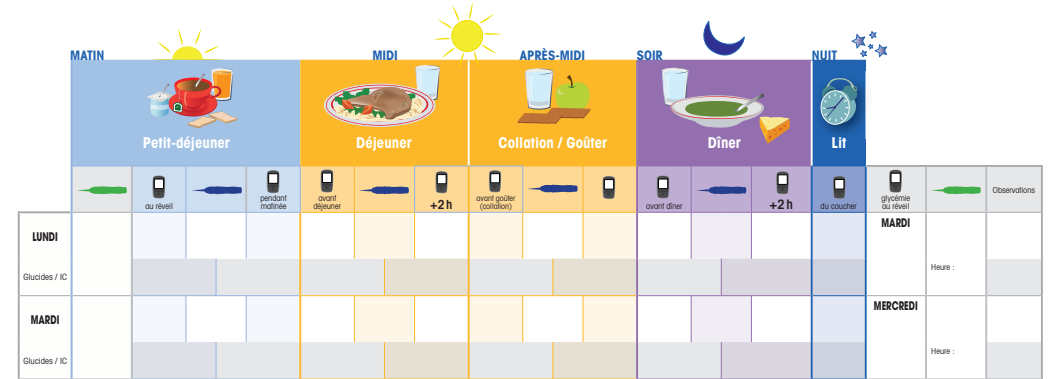 MATIN
MIDI
APRÈS-MIDI
SOIR
NUIT
Petit-déjeuner
Déjeuner
Collation / Goûter
Dîner
Lit
au réveil
pendant
matinée
avant
déjeuner
+2h
avant goûter
(collation)
avant dîner
+2h
du coucher
glycémie
au réveil
Observations
LUNDI
MARDI
Glucides / IC
Heure :
MARDI
MERCREDI
Glucides / IC
Heure :